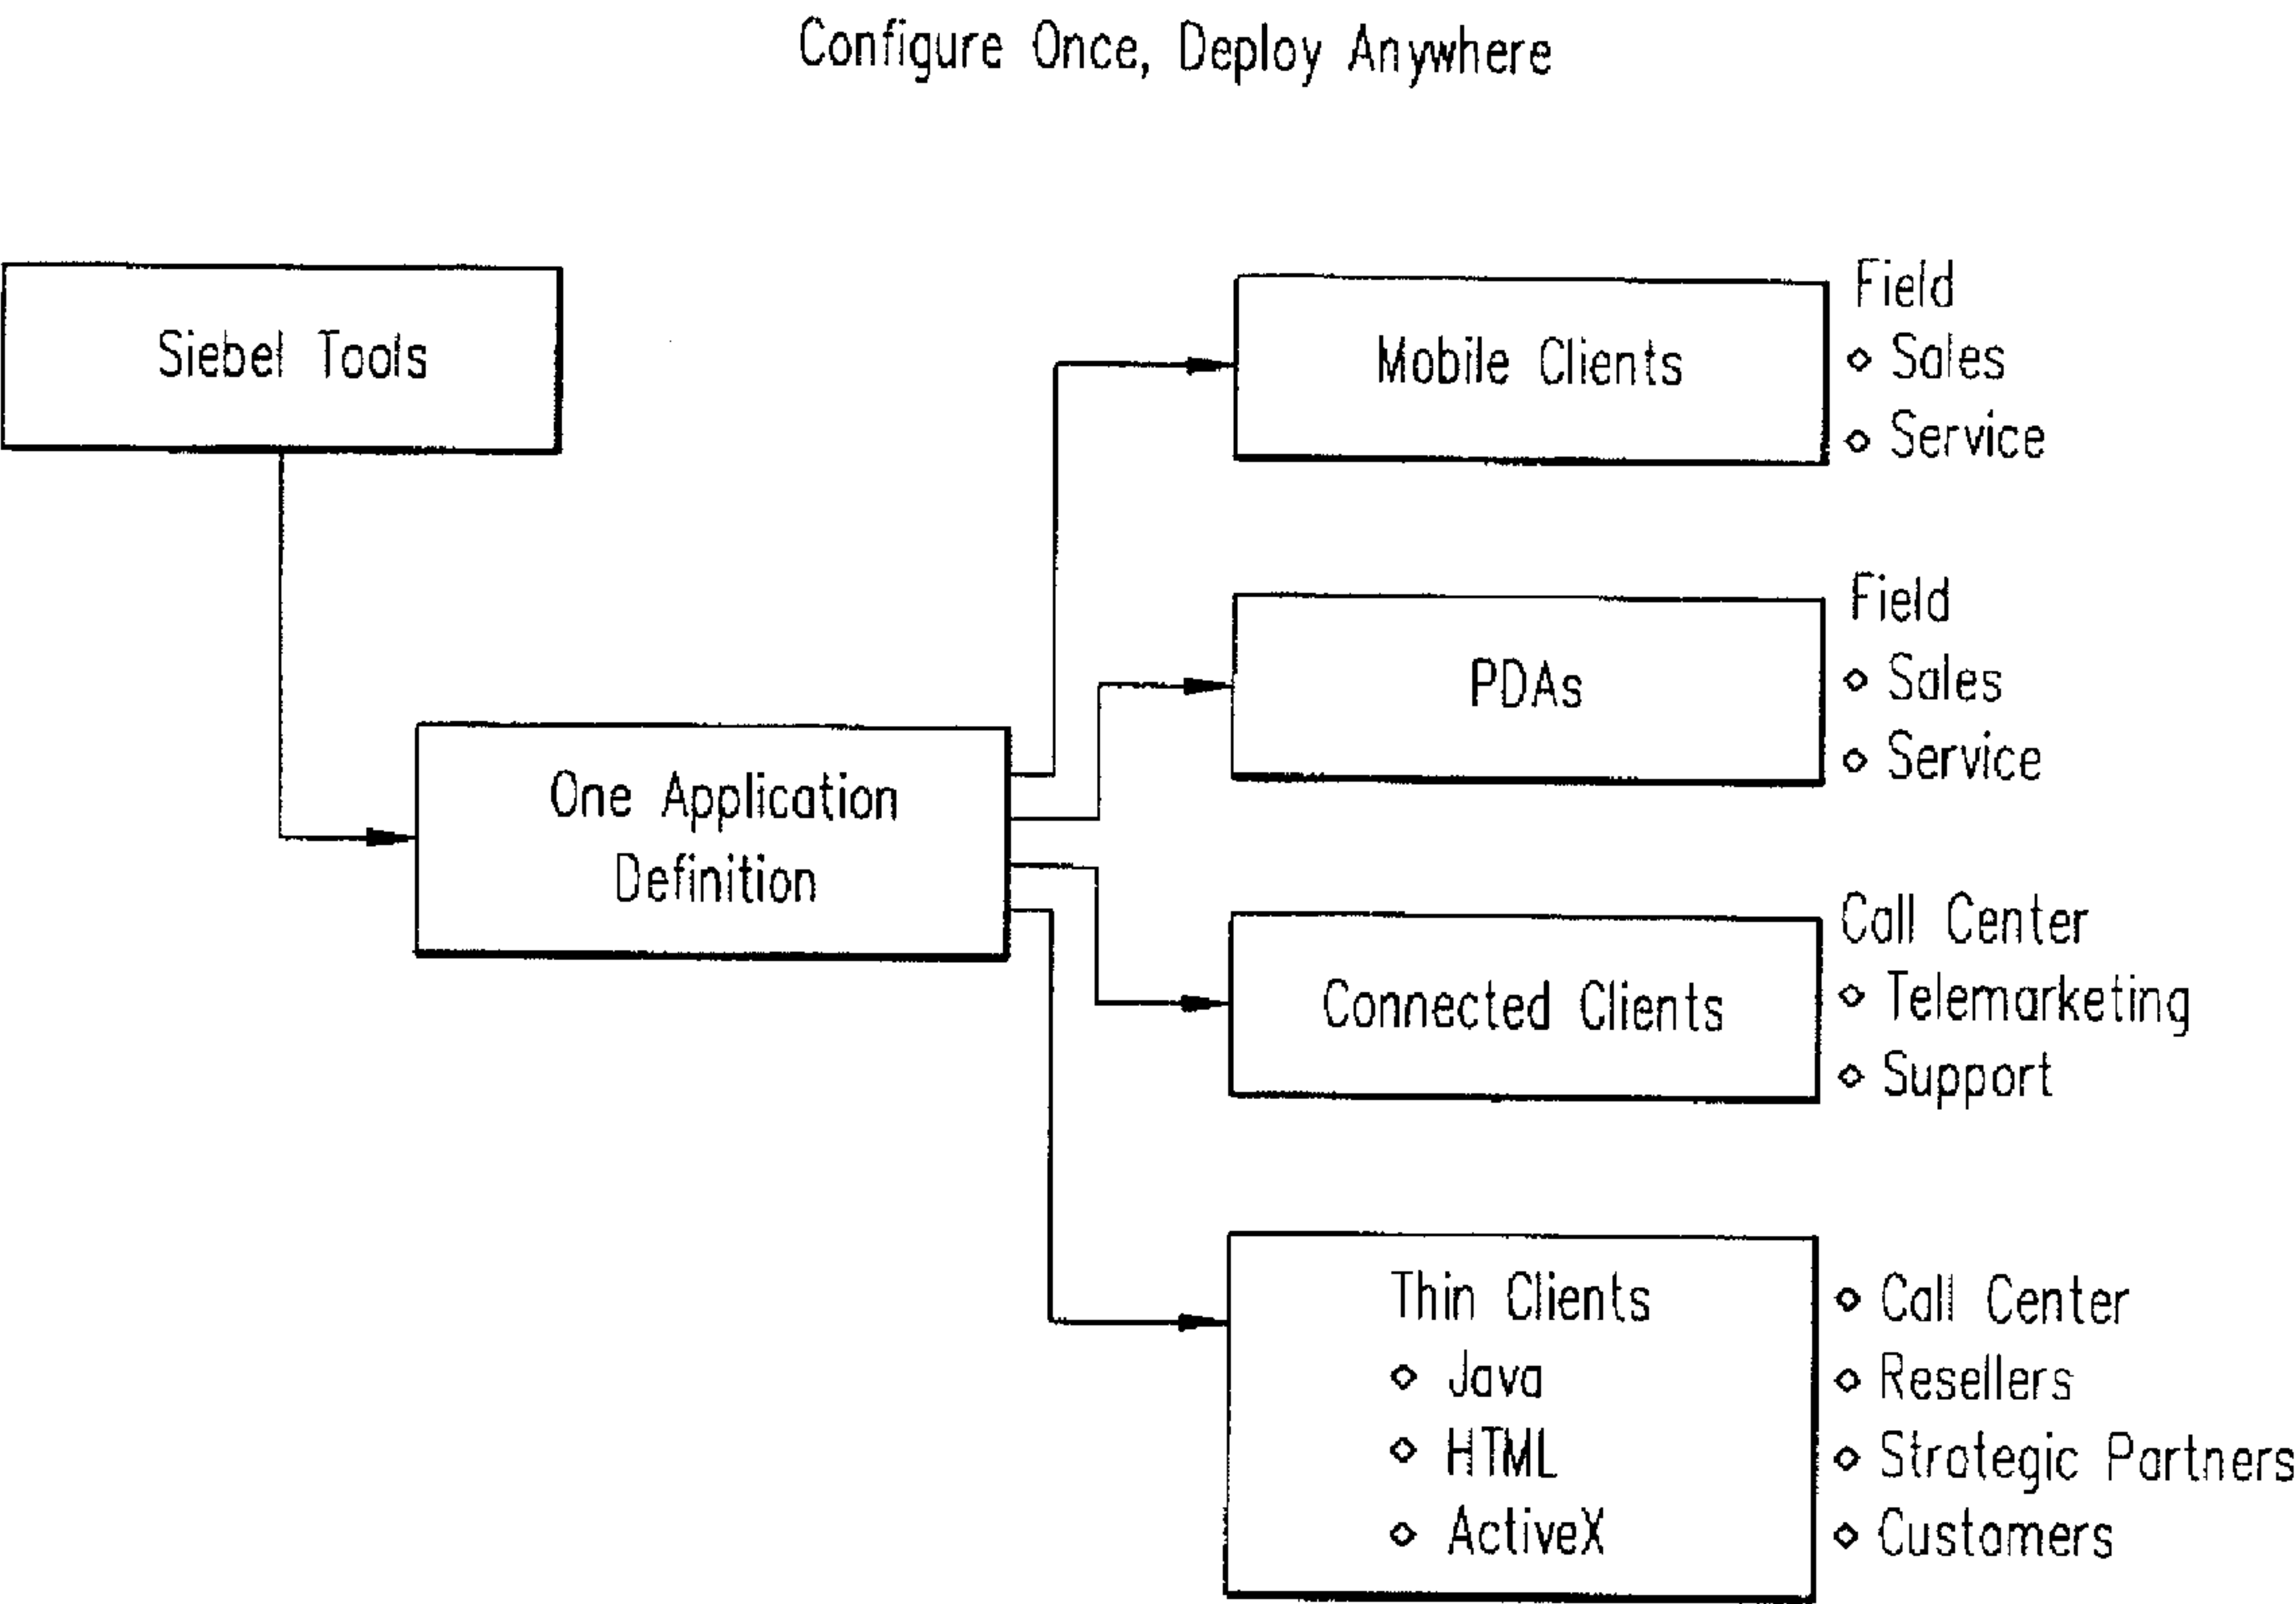 Configure Once, Deploy Anywhere
Siebel Tools
One Application
Definition
Mobile Clients
Field
◇ Sales
◇ Service
PDAs
Field
◇ Sales
◇ Service
Connected Clients
Call Center
◇ Telemarketing
◇ Support
Thin Clients
◇ Java
◇ HTML
◇ ActiveX
◇ Call Center
◇ Resellers
◇ Strategic Partners
◇ Customers